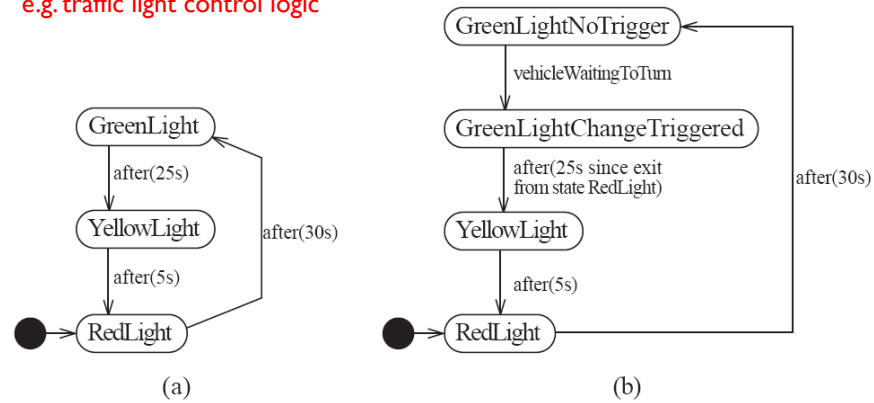 e.g. traffic light control logic
GreenLight
after(25s)
YellowLight
after(30s)
after(5s)
RedLight
(a)
GreenLightNoTrigger
vehicleWaitingToTurn
GreenLightChangeTriggered
after(25s since exit
from state RedLight)
after(30s)
YellowLight
after(5s)
RedLight
(b)